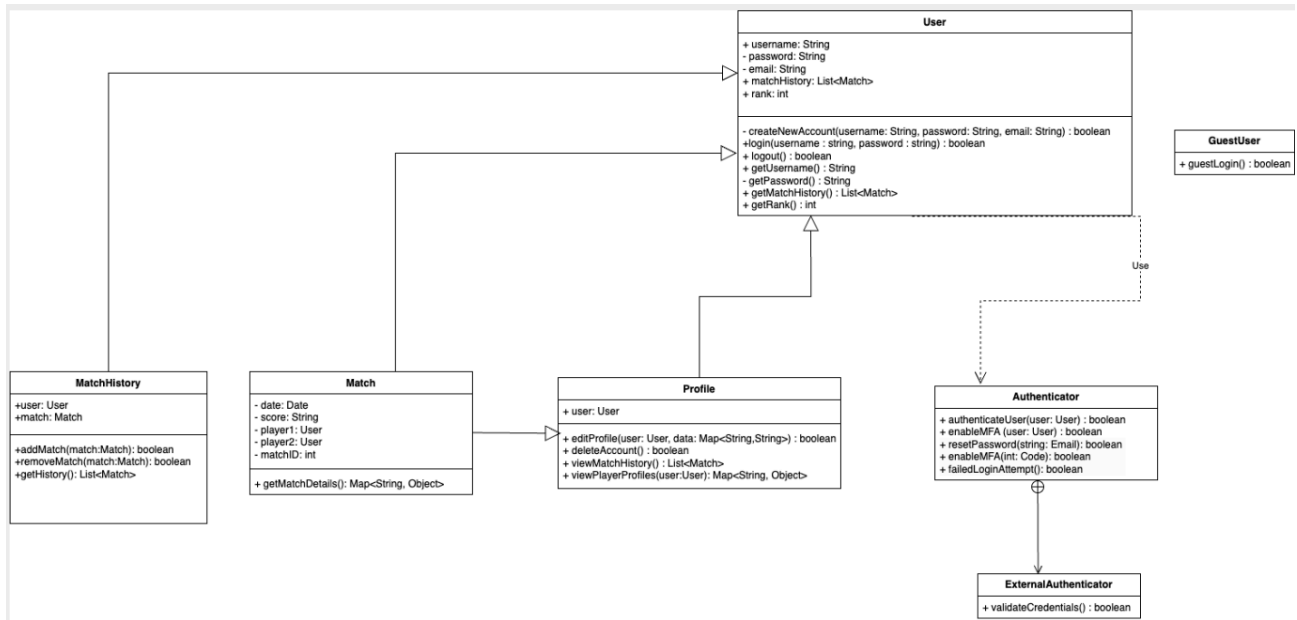 User
+ username: String
- password: String
- email: String
+ matchHistory: List<Match>
+ rank: int
- createNewAccount(username: String, password: String, email: String) : boolean
+login(username : string, password : string) : boolean
+ logout() : boolean
+ getUsername() : String
- getPassword() : String
+ getMatchHistory() : List<Match>
+ getRank() : int
GuestUser
+ guestLogin() : boolean
Use
MatchHistory
+user: User
+match: Match
+addMatch(match:Match): boolean
+removeMatch(match:Match): boolean
+getHistory(): List<Match>
Match
- date: Date
- score: String
- player1: User
- player2: User
- matchID: int
+ getMatchDetails(): Map<String, Object>
Profile
+ user: User
+ editProfile(user: User, data: Map<String,String>) : boolean
+ deleteAccount() : boolean
+ viewMatchHistory() : List<Match>
+ viewPlayerProfiles(user:User): Map<String, Object>
Authenticator
+ authenticateUser(user: User) : boolean
+ enableMFA (user: User) : boolean
+ resetPassword(string: Email): boolean
+ enableMFA(int: Code): boolean
+ failedLoginAttempt(): boolean
ExternalAuthenticator
+ validateCredentials() : boolean